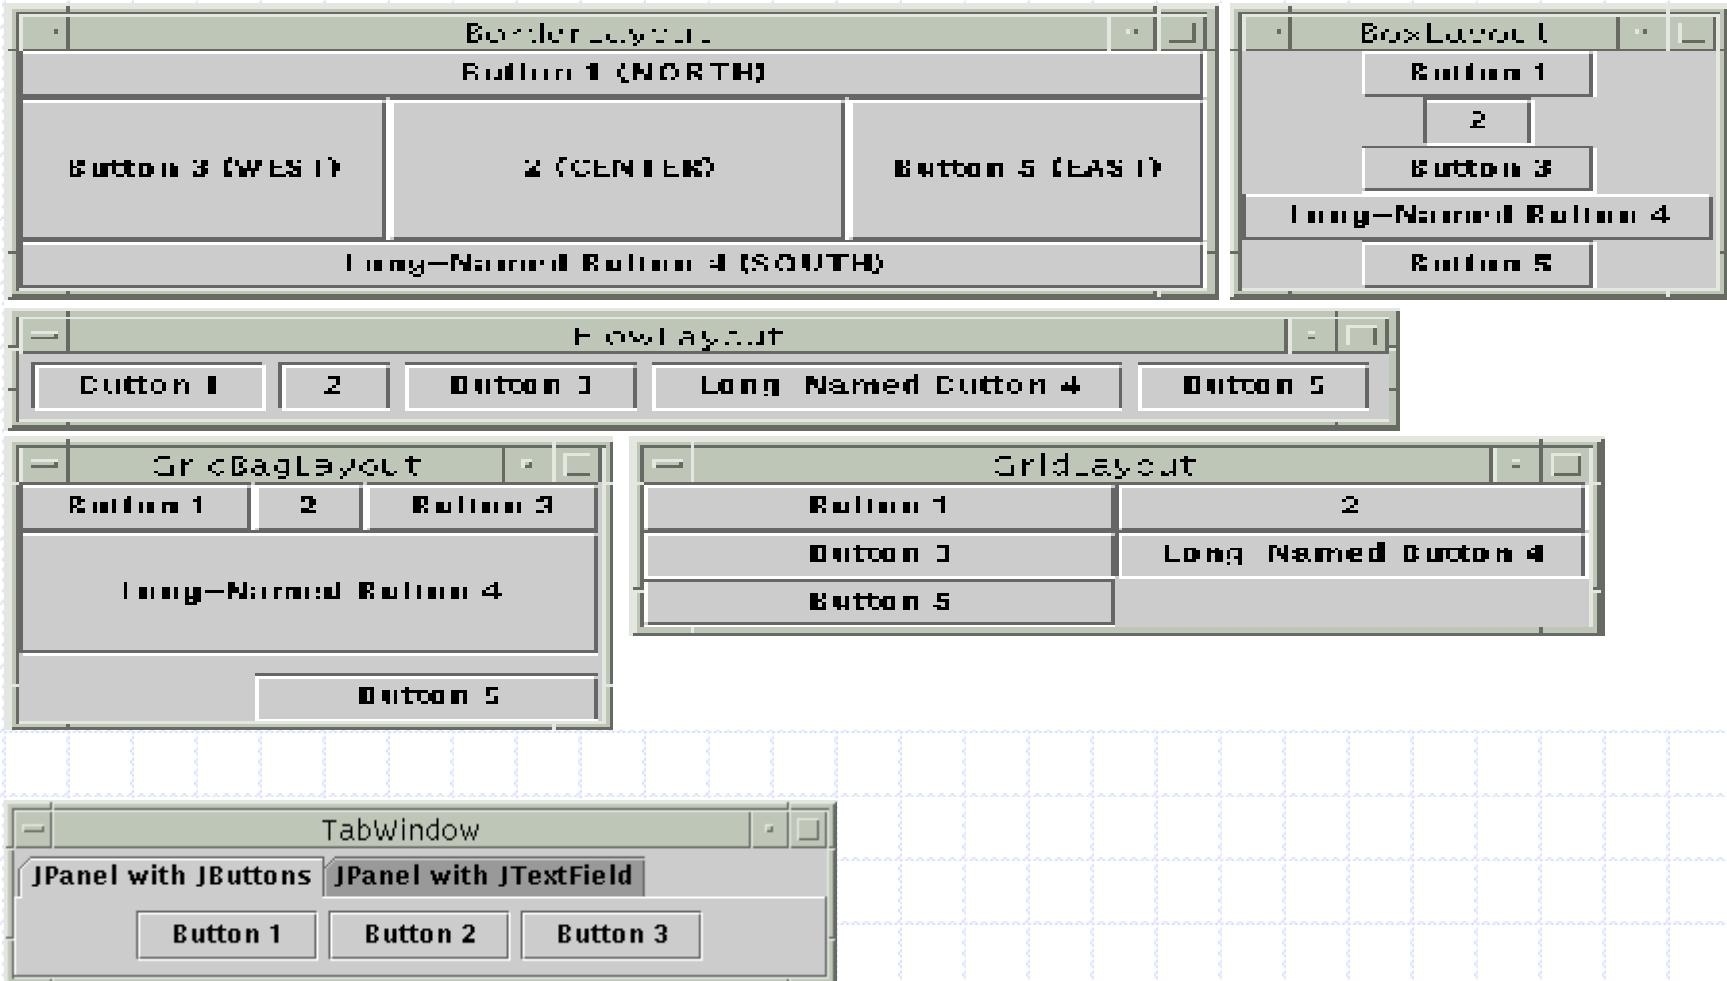 BorderLayout
Button 1 (NORTH)
Button 3 (WEST) 2 (CENTER) Button 5 (EAST)
Long-Named Button 4 (SOUTH)
BoxLayout
Button 1
2
Button 3
Long-Named Button 4
Button 5
FlowLayout
Button 1 2 Button 3 Long-Named Button 4 Button 5
GridBagLayout
Button 1 2 Button 3
Long-Named Button 4
Button 5
GridLayout
Button 1 2
Button 3 Long-Named Button 4
Button 5
TabWindow
JPanel with JButtons JPanel with JTextField
Button 1 Button 2 Button 3